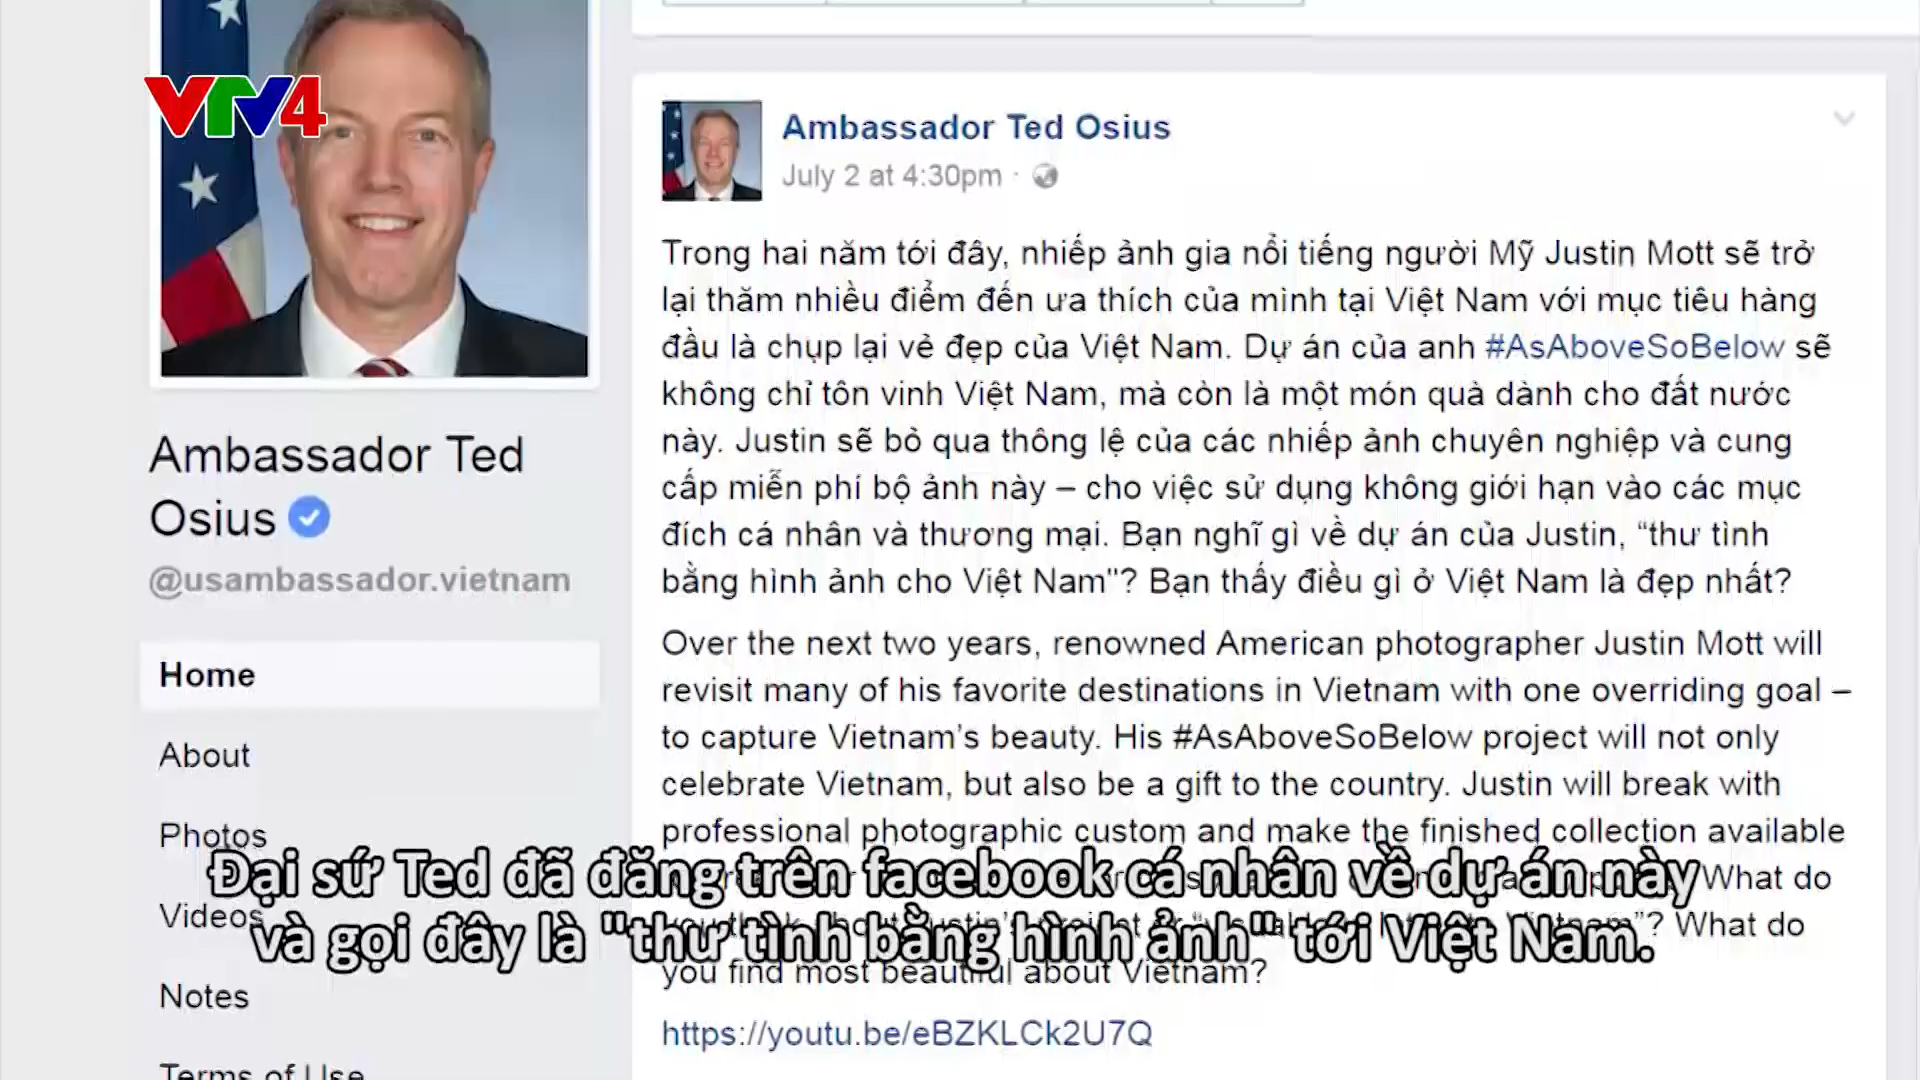 VTV4
Ambassador Ted
Osius
@usambassador.vietnam
Home
About
Photos
Videos
Notes
Terms of Use
Ambassador Ted Osius
July 2 at 4:30pm ·
Trong hai năm tới đây, nhiếp ảnh gia nổi tiếng người Mỹ Justin Mott sẽ trở
lại thăm nhiều điểm đến ưa thích của mình tại Việt Nam với mục tiêu hàng
đầu là chụp lại vẻ đẹp của Việt Nam. Dự án của anh #AsAboveSoBelow sẽ
không chỉ tôn vinh Việt Nam, mà còn là một món quà dành cho đất nước
này. Justin sẽ bỏ qua thông lệ của các nhiếp ảnh chuyên nghiệp và cung
cấp miễn phí bộ ảnh này – cho việc sử dụng không giới hạn vào các mục
đích cá nhân và thương mại. Bạn nghĩ gì về dự án của Justin, “thư tình
bằng hình ảnh cho Việt Nam"? Bạn thấy điều gì ở Việt Nam là đẹp nhất?
Over the next two years, renowned American photographer Justin Mott will
revisit many of his favorite destinations in Vietnam with one overriding goal –
to capture Vietnam’s beauty. His #AsAboveSoBelow project will not only
celebrate Vietnam, but also be a gift to the country. Justin will break with
professional photographic custom and make the finished collection available
What do
Vietnam”? What do
you find most beautiful about Vietnam?
https://youtu.be/eBZKLCk2U7Q
Đại sứ Ted đã đăng trên facebook cá nhân về dự án này
và gọi đây là "thư tình bằng hình ảnh" tới Việt Nam.